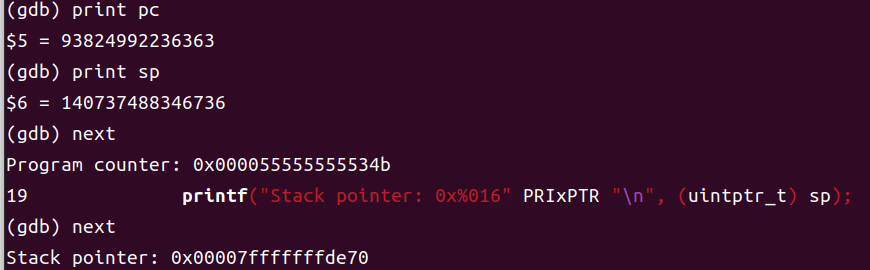 (gdb) print pc
$5 = 93824992236363
(gdb) print sp
$6 = 140737488346736
(gdb) next
Program counter: 0x000055555555534b
19              printf("Stack pointer: 0x%016" PRIxPTR "\n", (uintptr_t) sp);
(gdb) next
Stack pointer: 0x00007fffffffde70